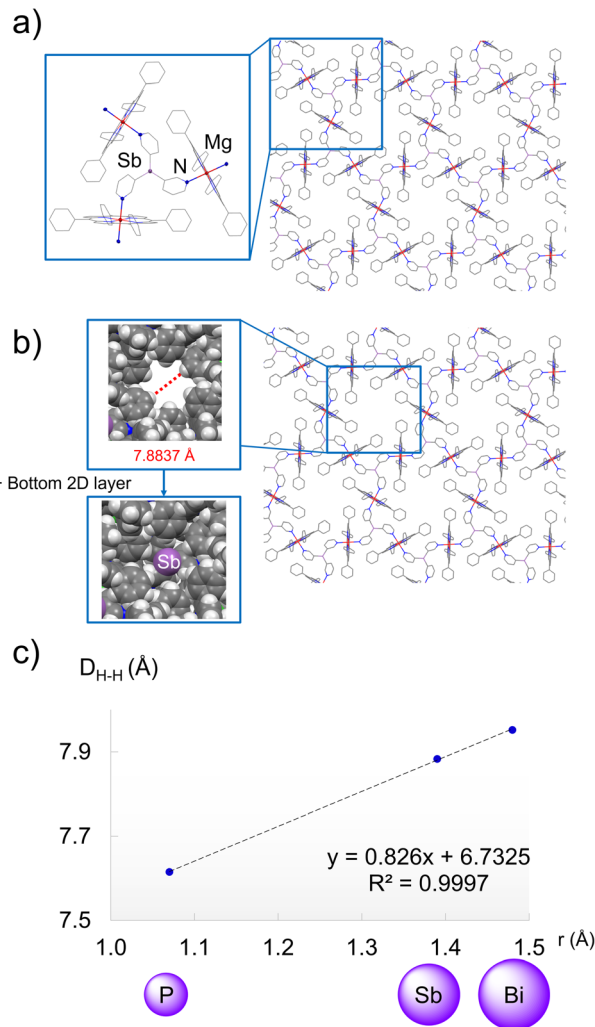 a)
Sb
N
Mg
b)
7.8837 Å
Bottom 2D layer
Sb
c)
D_H-H (Å)
7.9
7.7
7.5
y = 0.826x + 6.7325
R² = 0.9997
1.0 1.1 1.2 1.3 1.4 1.5 r (Å)
P Sb Bi